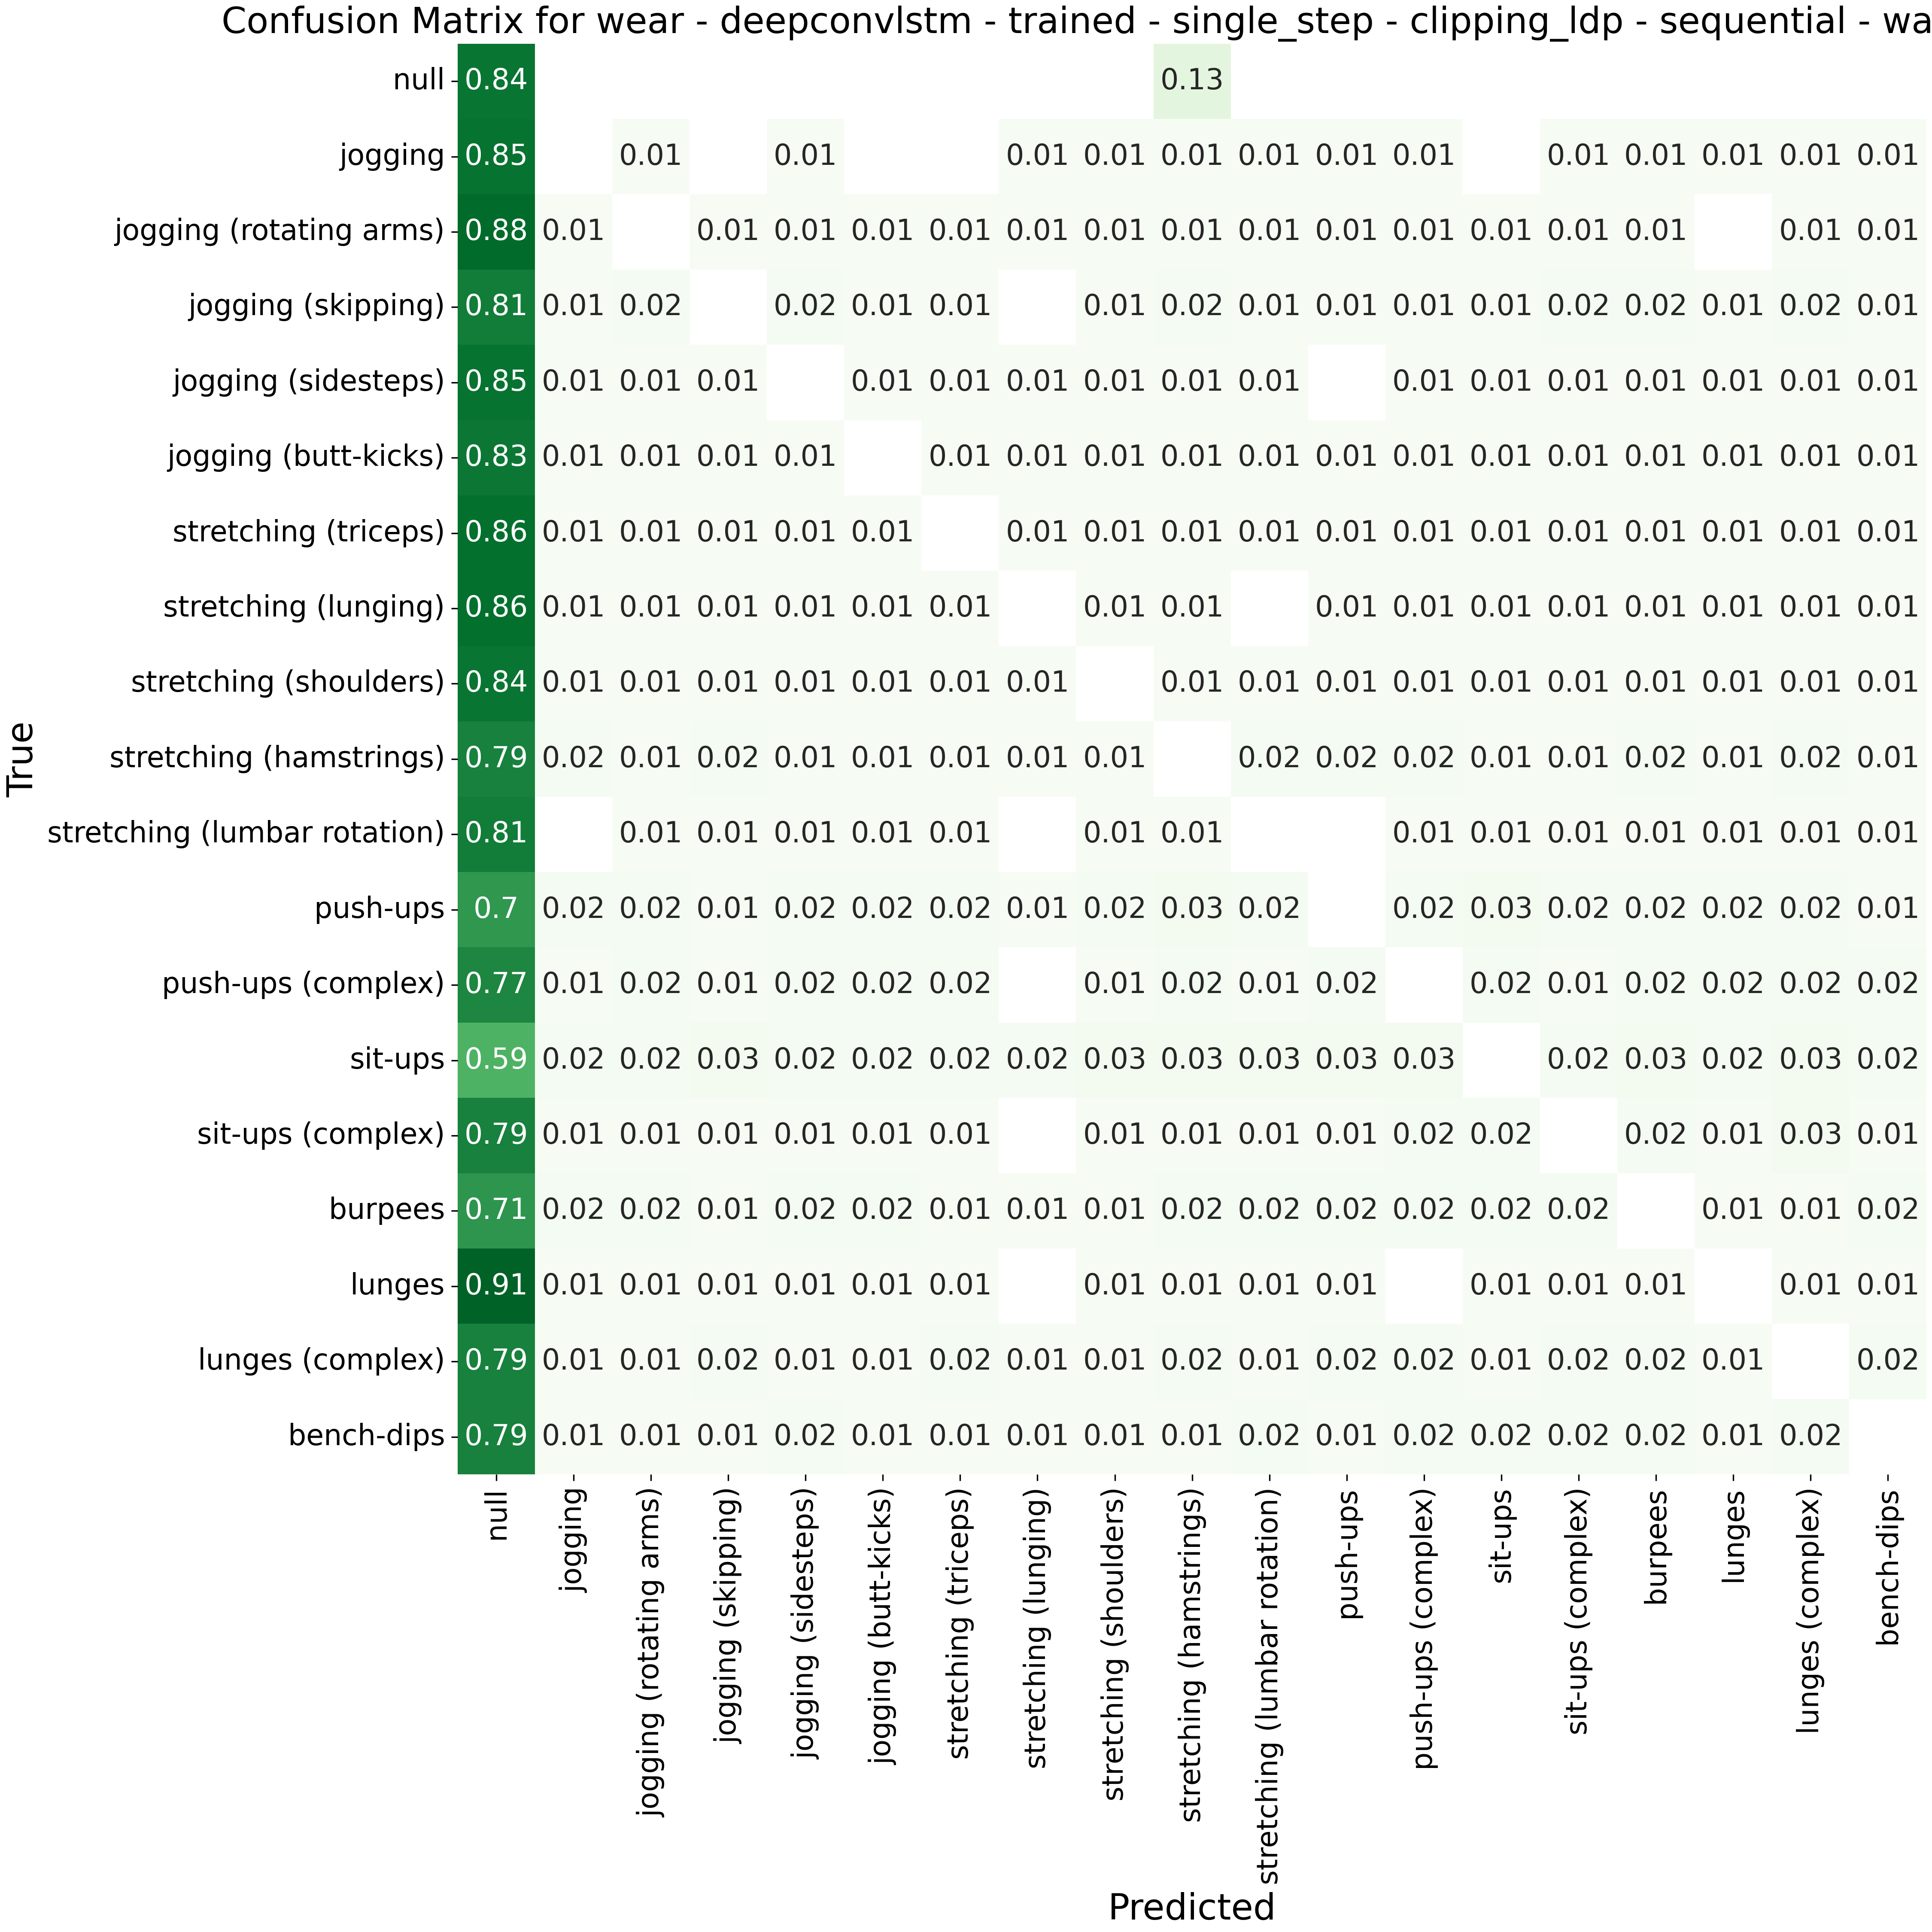 Confusion Matrix for wear - deepconvlstm - trained - single_step - clipping_ldp - sequential - wa
null 0.84 0.13
jogging 0.85 0.01 0.01 0.01 0.01 0.01 0.01 0.01 0.01 0.01 0.01 0.01 0.01 0.01
jogging (rotating arms) 0.88 0.01 0.01 0.01 0.01 0.01 0.01 0.01 0.01 0.01 0.01 0.01 0.01 0.01 0.01 0.01 0.01
jogging (skipping) 0.81 0.01 0.02 0.02 0.01 0.01 0.01 0.02 0.01 0.01 0.01 0.01 0.02 0.02 0.01 0.02 0.01
jogging (sidesteps) 0.85 0.01 0.01 0.01 0.01 0.01 0.01 0.01 0.01 0.01 0.01 0.01 0.01 0.01 0.01 0.01 0.01
jogging (butt-kicks) 0.83 0.01 0.01 0.01 0.01 0.01 0.01 0.01 0.01 0.01 0.01 0.01 0.01 0.01 0.01 0.01 0.01 0.01
stretching (triceps) 0.86 0.01 0.01 0.01 0.01 0.01 0.01 0.01 0.01 0.01 0.01 0.01 0.01 0.01 0.01 0.01 0.01 0.01
stretching (lunging) 0.86 0.01 0.01 0.01 0.01 0.01 0.01 0.01 0.01 0.01 0.01 0.01 0.01 0.01 0.01 0.01 0.01
stretching (shoulders) 0.84 0.01 0.01 0.01 0.01 0.01 0.01 0.01 0.01 0.01 0.01 0.01 0.01 0.01 0.01 0.01 0.01 0.01
stretching (hamstrings) 0.79 0.02 0.01 0.02 0.01 0.01 0.01 0.01 0.01 0.02 0.02 0.02 0.01 0.01 0.02 0.01 0.02 0.01
stretching (lumbar rotation) 0.81 0.01 0.01 0.01 0.01 0.01 0.01 0.01 0.01 0.01 0.01 0.01 0.01 0.01 0.01
push-ups 0.7 0.02 0.02 0.01 0.02 0.02 0.02 0.01 0.02 0.03 0.02 0.02 0.03 0.02 0.02 0.02 0.02 0.01
push-ups (complex) 0.77 0.01 0.02 0.01 0.02 0.02 0.02 0.01 0.02 0.01 0.02 0.02 0.01 0.02 0.02 0.02 0.02
sit-ups 0.59 0.02 0.02 0.03 0.02 0.02 0.02 0.02 0.03 0.03 0.03 0.03 0.03 0.02 0.03 0.02 0.03 0.02
sit-ups (complex) 0.79 0.01 0.01 0.01 0.01 0.01 0.01 0.01 0.01 0.01 0.01 0.02 0.02 0.02 0.01 0.03 0.01
burpees 0.71 0.02 0.02 0.01 0.02 0.02 0.01 0.01 0.01 0.02 0.02 0.02 0.02 0.02 0.02 0.01 0.01 0.02
lunges 0.91 0.01 0.01 0.01 0.01 0.01 0.01 0.01 0.01 0.01 0.01 0.01 0.01 0.01 0.01 0.01
lunges (complex) 0.79 0.01 0.01 0.02 0.01 0.01 0.02 0.01 0.01 0.02 0.01 0.02 0.02 0.01 0.02 0.02 0.01 0.02
bench-dips 0.79 0.01 0.01 0.01 0.02 0.01 0.01 0.01 0.01 0.01 0.02 0.01 0.02 0.02 0.02 0.02 0.01 0.02
True
null
jogging
jogging (rotating arms)
jogging (skipping)
jogging (sidesteps)
jogging (butt-kicks)
stretching (triceps)
stretching (lunging)
stretching (shoulders)
stretching (hamstrings)
stretching (lumbar rotation)
push-ups
push-ups (complex)
sit-ups
sit-ups (complex)
burpees
lunges
lunges (complex)
bench-dips
Predicted